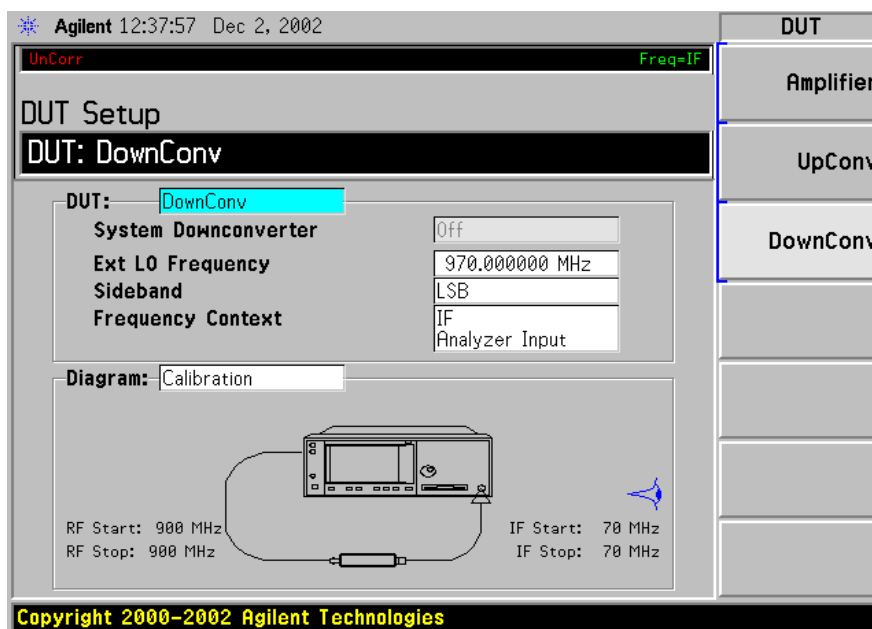 Agilent 12:37:57 Dec 2, 2002
DUT
UnCorr Freq=IF
Amplifier
DUT Setup
DUT: DownConv
UpConv
DUT: DownConv
System Downconverter Off
DownConv
Ext LO Frequency 970.000000 MHz
Sideband LSB
Frequency Context IF
Analyzer Input
Diagram: Calibration
RF Start: 900 MHz IF Start: 70 MHz
RF Stop: 900 MHz IF Stop: 70 MHz
Copyright 2000-2002 Agilent Technologies